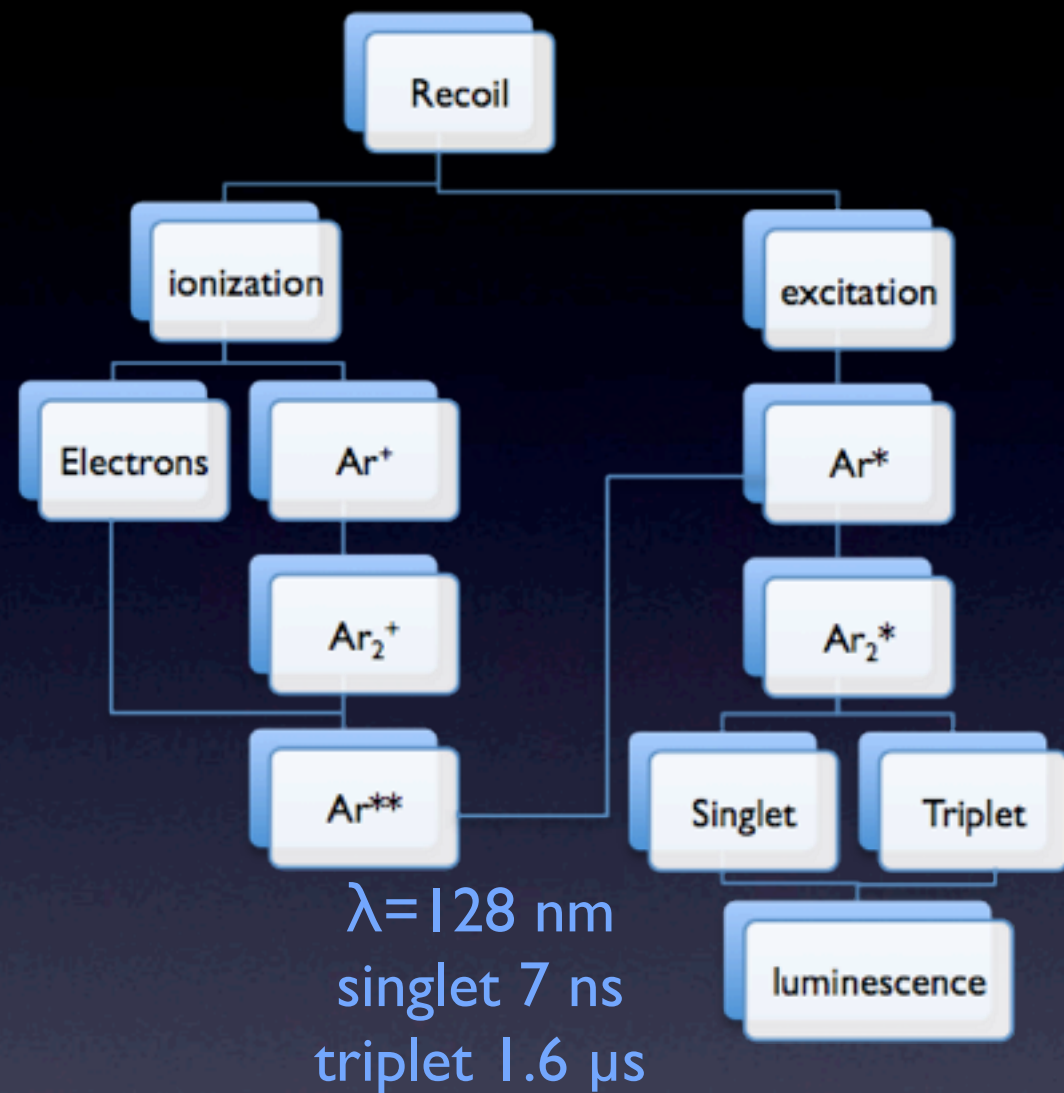 Recoil
ionization
excitation
Electrons
Ar⁺
Ar*
Ar₂⁺
Ar₂*
Ar**
Singlet
Triplet
λ=128 nm
singlet 7 ns
triplet 1.6 µs
luminescence